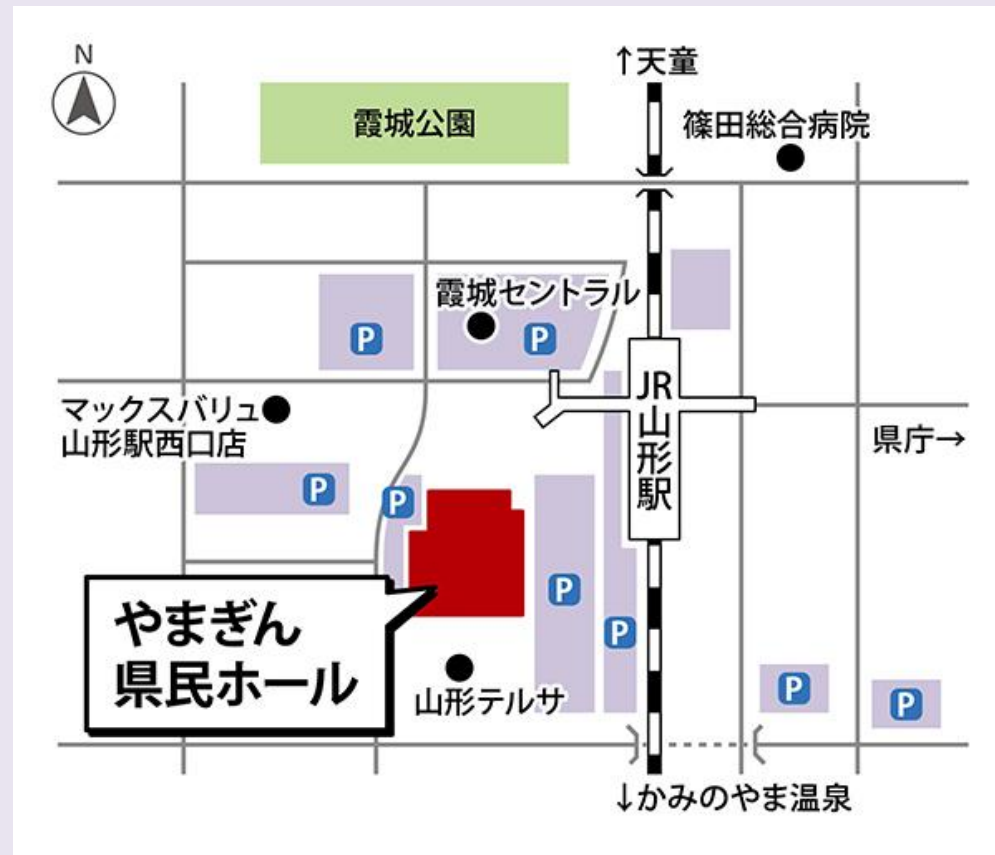 N
↑天童
霞城公園
篠田総合病院
霞城セントラル
P
P
JR山形駅
マックスバリュ
山形駅西口店
県庁→
P
P
やまぎん
県民ホール
P
P
山形テルサ
P
P
↓かみのやま温泉